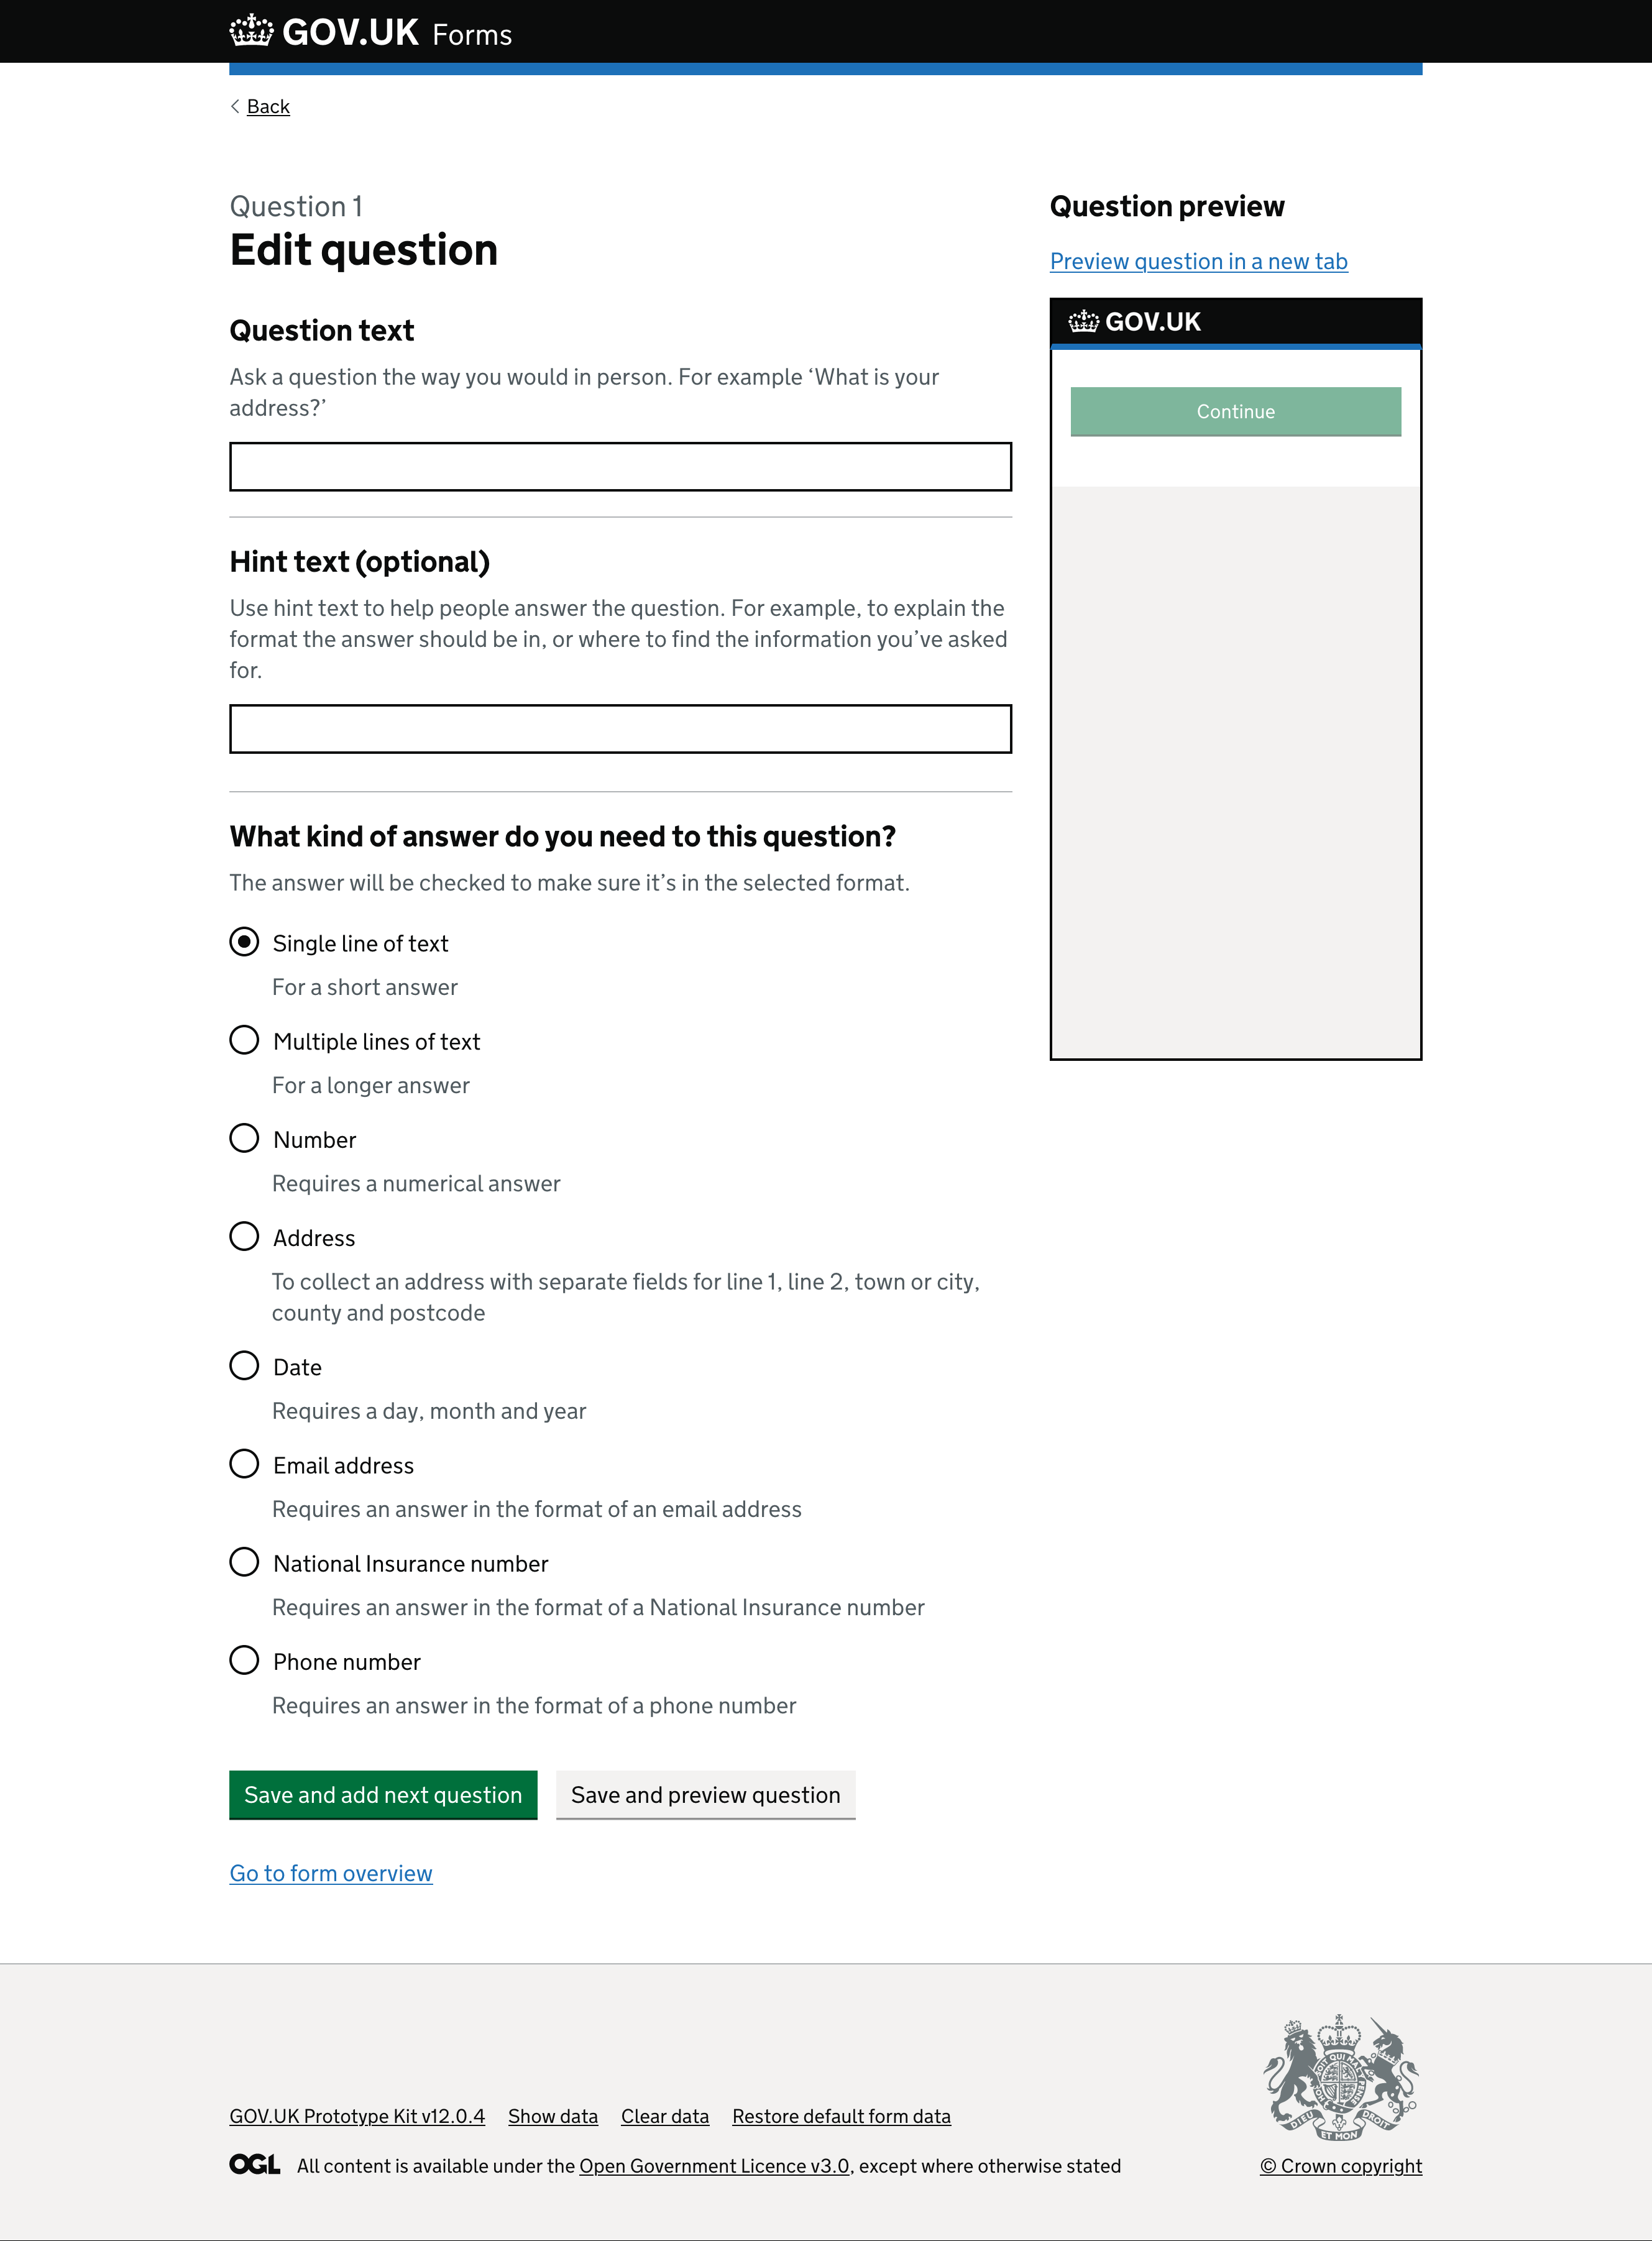 GOV.UK Forms
Back
Question 1
Edit question
Question text
Ask a question the way you would in person. For example ‘What is your
address?’
Hint text (optional)
Use hint text to help people answer the question. For example, to explain the
format the answer should be in, or where to find the information you’ve asked
for.
What kind of answer do you need to this question?
The answer will be checked to make sure it’s in the selected format.
Single line of text
For a short answer
Multiple lines of text
For a longer answer
Number
Requires a numerical answer
Address
To collect an address with separate fields for line 1, line 2, town or city,
county and postcode
Date
Requires a day, month and year
Email address
Requires an answer in the format of an email address
National Insurance number
Requires an answer in the format of a National Insurance number
Phone number
Requires an answer in the format of a phone number
Save and add next question
Save and preview question
Go to form overview
Question preview
Preview question in a new tab
GOV.UK
Continue
GOV.UK Prototype Kit v12.0.4 Show data Clear data Restore default form data
OGL All content is available under the Open Government Licence v3.0, except where otherwise stated
DIEU ET MON DROIT
© Crown copyright